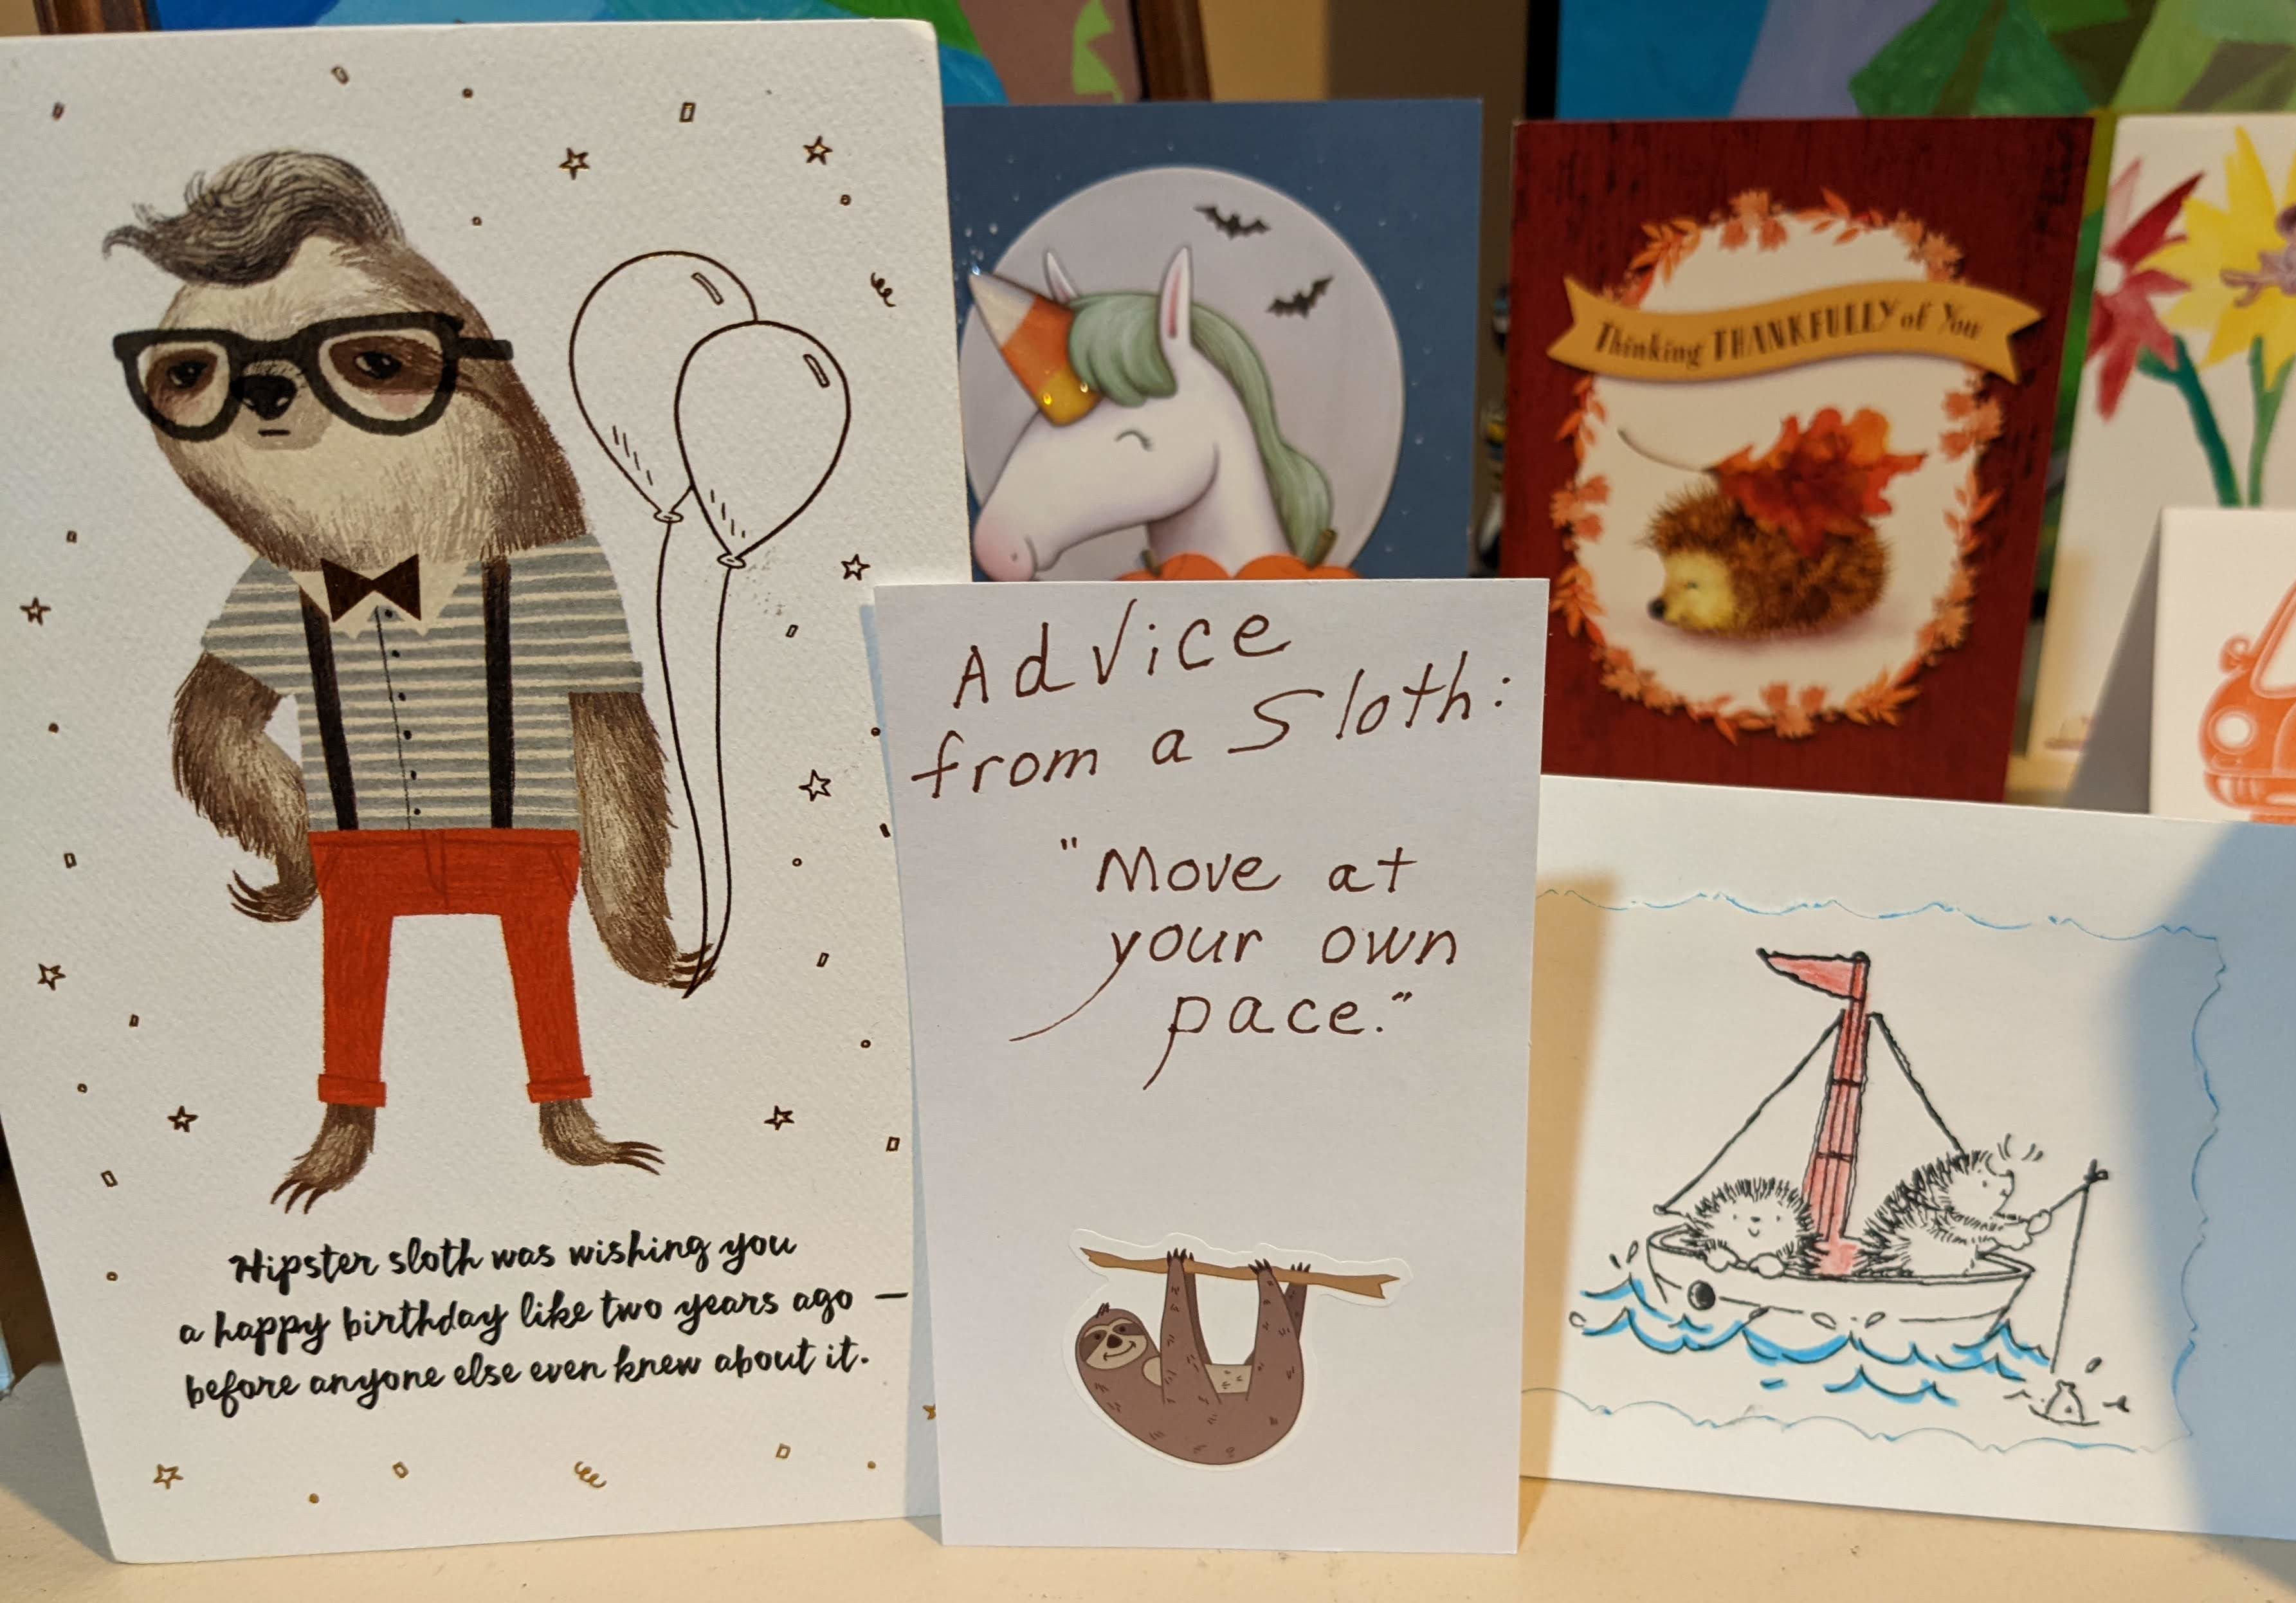 Hipster sloth was wishing you
a happy birthday like two years ago —
before anyone else even knew about it.
Advice
from a Sloth:
"Move at
your own
pace."
Thinking THANKFULLY of You